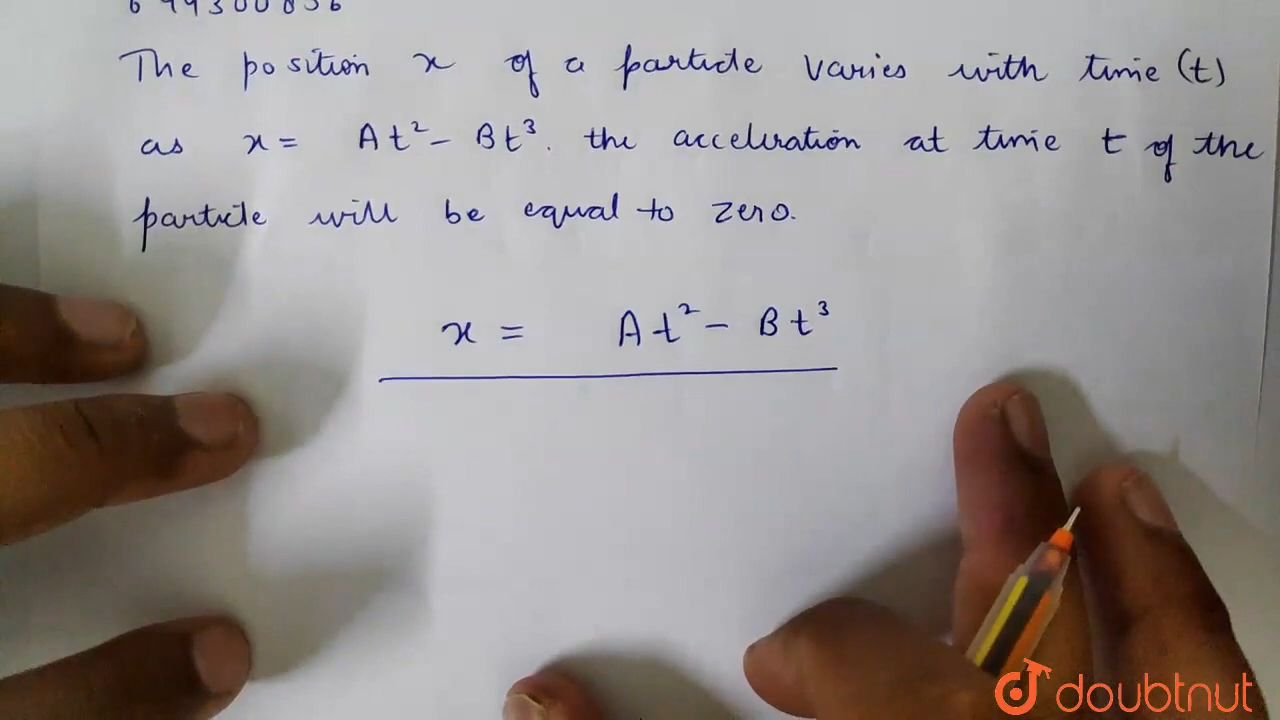 The position x of a particle varies with time (t)
as x = At² - Bt³. the acceleration at time t of the
particle will be equal to zero.
x = At² - Bt³
doubtnut